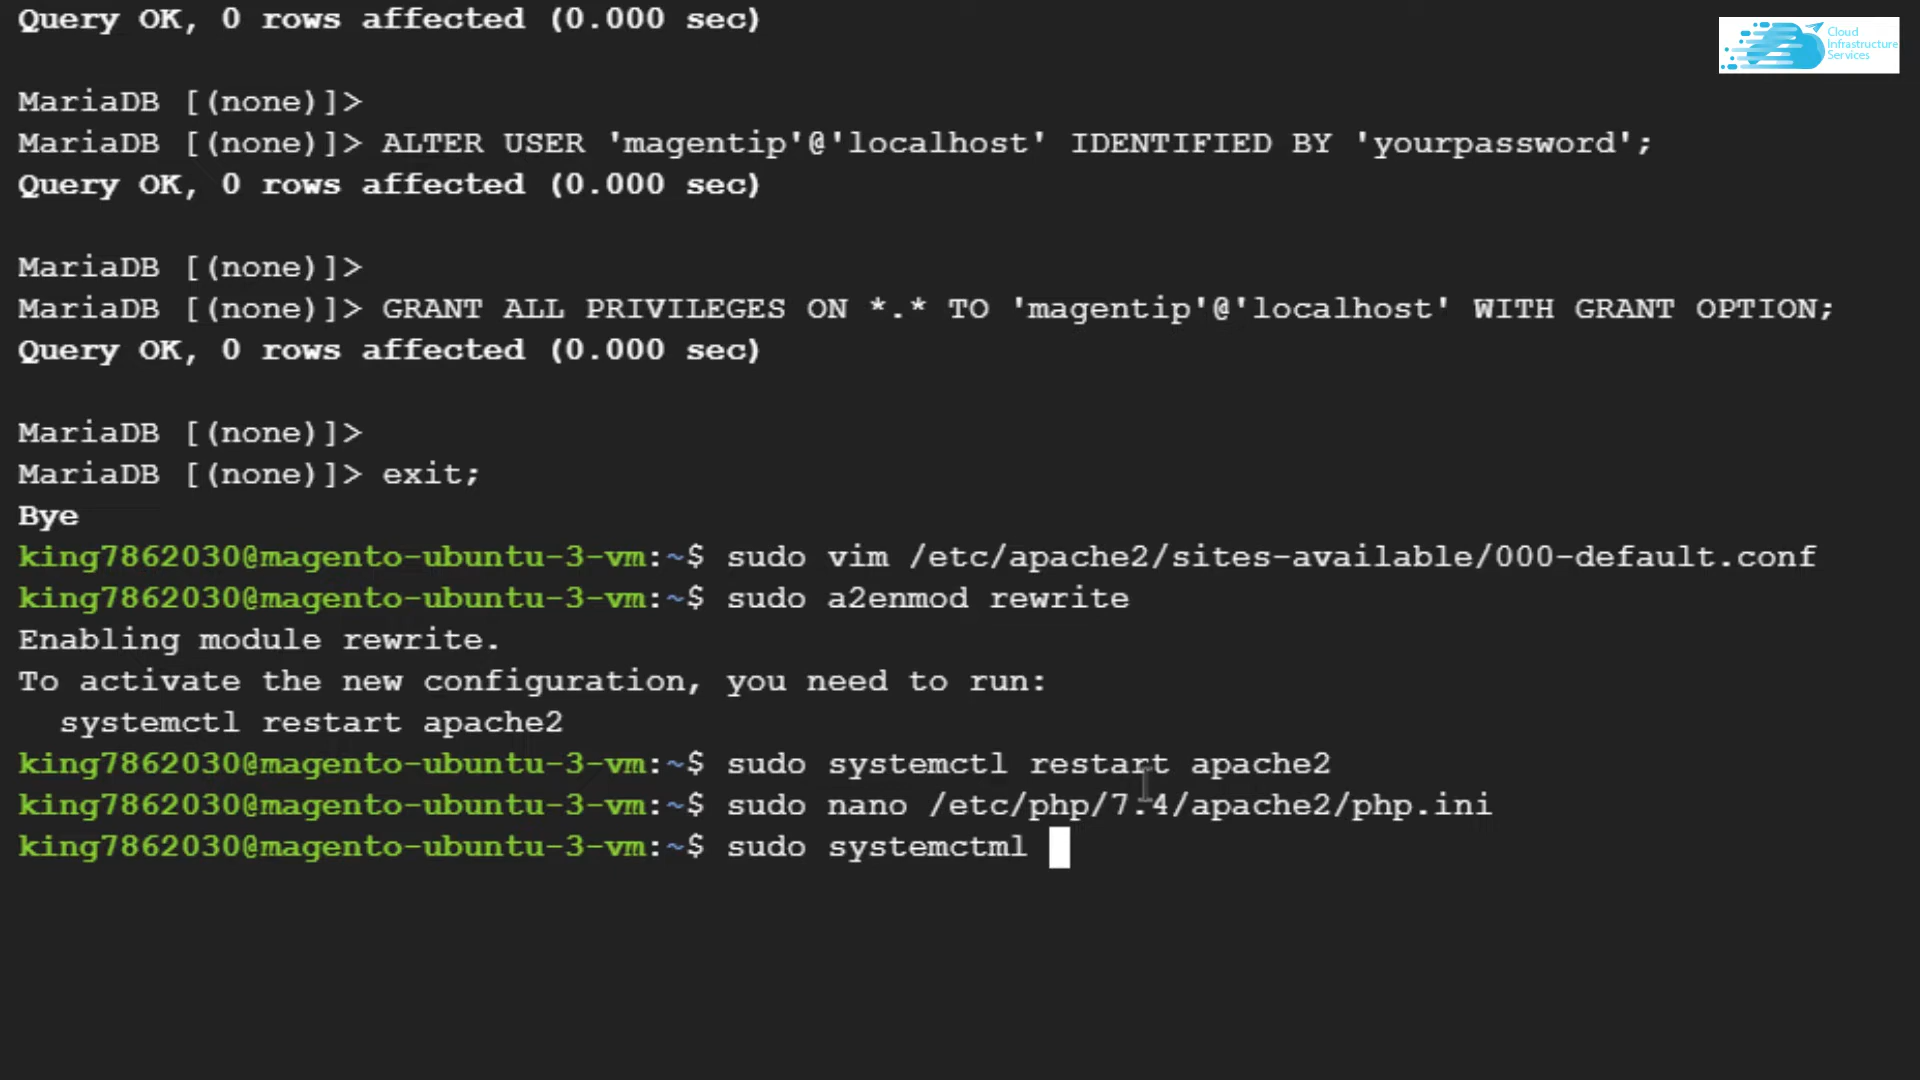 Query OK, 0 rows affected (0.000 sec)
Cloud
Infrastructure
Services
MariaDB [(none)]>
MariaDB [(none)]> ALTER USER 'magentip'@'localhost' IDENTIFIED BY 'yourpassword';
Query OK, 0 rows affected (0.000 sec)
MariaDB [(none)]>
MariaDB [(none)]> GRANT ALL PRIVILEGES ON *.* TO 'magentip'@'localhost' WITH GRANT OPTION;
Query OK, 0 rows affected (0.000 sec)
MariaDB [(none)]>
MariaDB [(none)]> exit;
Bye
king7862030@magento-ubuntu-3-vm:~$ sudo vim /etc/apache2/sites-available/000-default.conf
king7862030@magento-ubuntu-3-vm:~$ sudo a2enmod rewrite
Enabling module rewrite.
To activate the new configuration, you need to run:
  systemctl restart apache2
king7862030@magento-ubuntu-3-vm:~$ sudo systemctl restart apache2
king7862030@magento-ubuntu-3-vm:~$ sudo nano /etc/php/7.4/apache2/php.ini
king7862030@magento-ubuntu-3-vm:~$ sudo systemctml